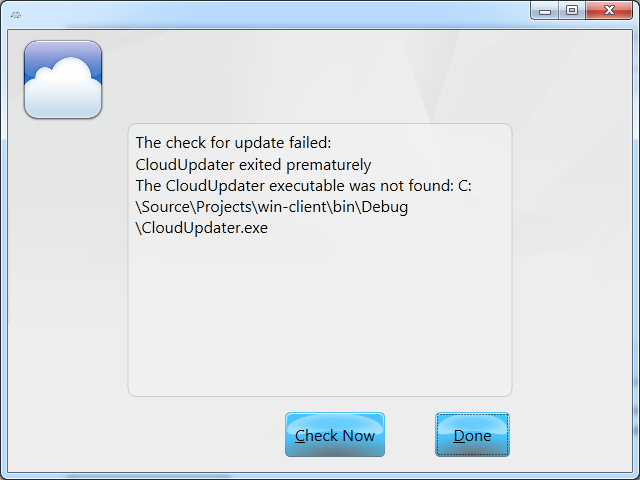 The check for update failed:
CloudUpdater exited prematurely
The CloudUpdater executable was not found: C:
\Source\Projects\win-client\bin\Debug
\CloudUpdater.exe
Check Now
Done